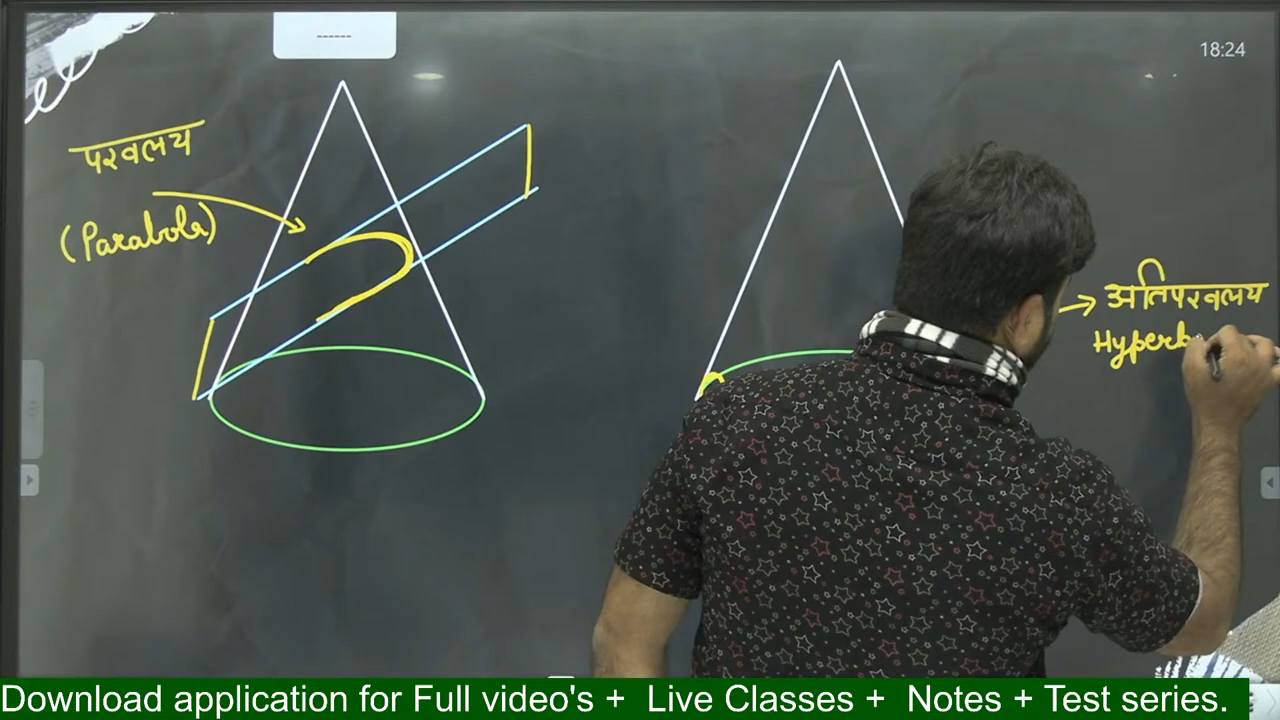 ------
18:24
परवलय
(Parabola)
अतिपरवलय
Hyperb
Download application for Full video's + Live Classes + Notes + Test series.